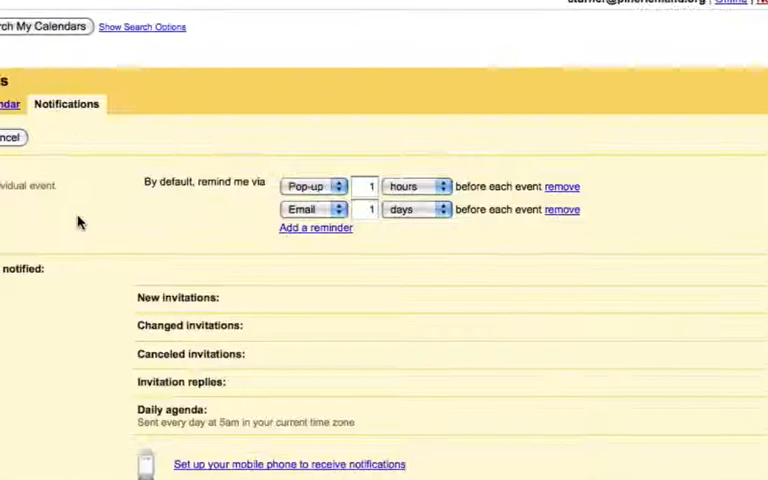 rch My Calendars Show Search Options
s
ndar Notifications
ncel
vidual event. By default, remind me via Pop-up 1 hours before each event remove
Email 1 days before each event remove
Add a reminder
notified:
New invitations:
Changed invitations:
Canceled invitations:
Invitation replies:
Daily agenda:
Sent every day at 5am in your current time zone
Set up your mobile phone to receive notifications